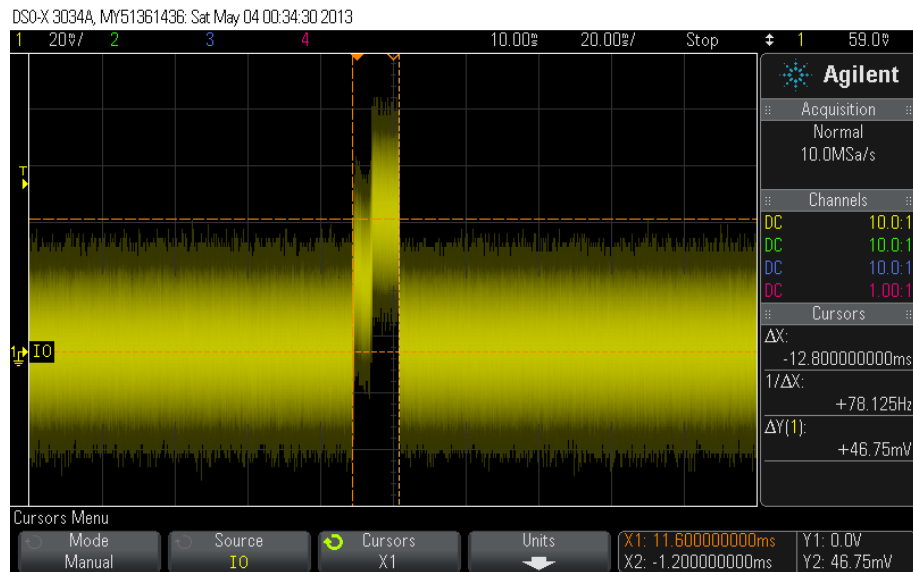 DSO-X 3034A, MY51361436: Sat May 04 00:34:30 2013
1 20V/ 2 3 4 10.00s 20.00s/ Stop 1 59.0V
Agilent
Acquisition
Normal
10.0MSa/s
Channels
DC 10.0:1
DC 10.0:1
DC 10.0:1
DC 1.00:1
Cursors
ΔX:
-12.800000000ms
1/ΔX:
+78.125Hz
ΔY(1):
+46.75mV
T
1 IO
Cursors Menu
Mode
Manual
Source
IO
Cursors
X1
Units
X1: 11.600000000ms
X2: -1.200000000ms
Y1: 0.0V
Y2: 46.75mV